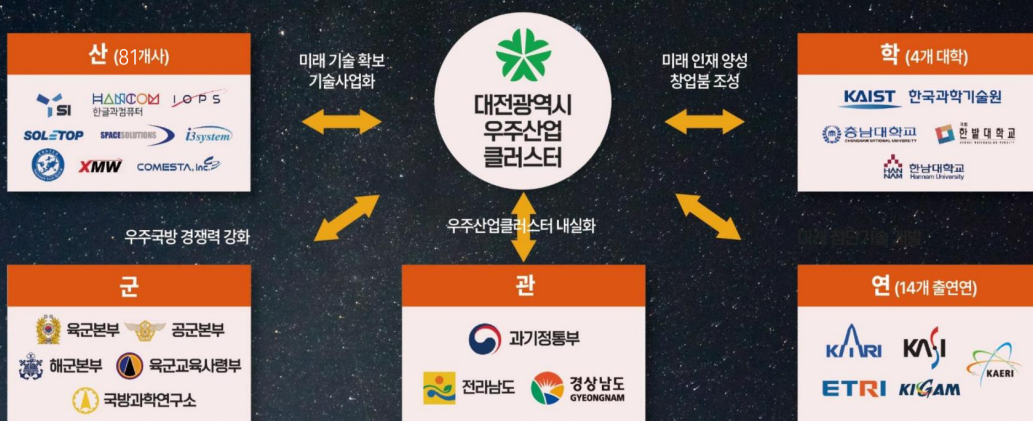 산 (81개사)
SI
HANCOM
한글과컴퓨터
IOPS
SOLETOP
SPACESOLUTIONS
i3system
XMW
COMESTA, Inc.
미래 기술 확보
기술사업화
대전광역시
우주산업
클러스터
미래 인재 양성
창업붐 조성
학 (4개 대학)
KAIST 한국과학기술원
충남대학교
CHUNGNAM NATIONAL UNIVERSITY
한밭대학교
HAN
NAM
한남대학교
Hannam University
우주국방 경쟁력 강화
우주산업클러스터 내실화
군
육군본부
공군본부
해군본부
육군교육사령부
국방과학연구소
관
과기정통부
전라남도
경상남도
GYEONGNAM
연 (14개 출연연)
KARI
KASI
KAERI
ETRI
KIGAM